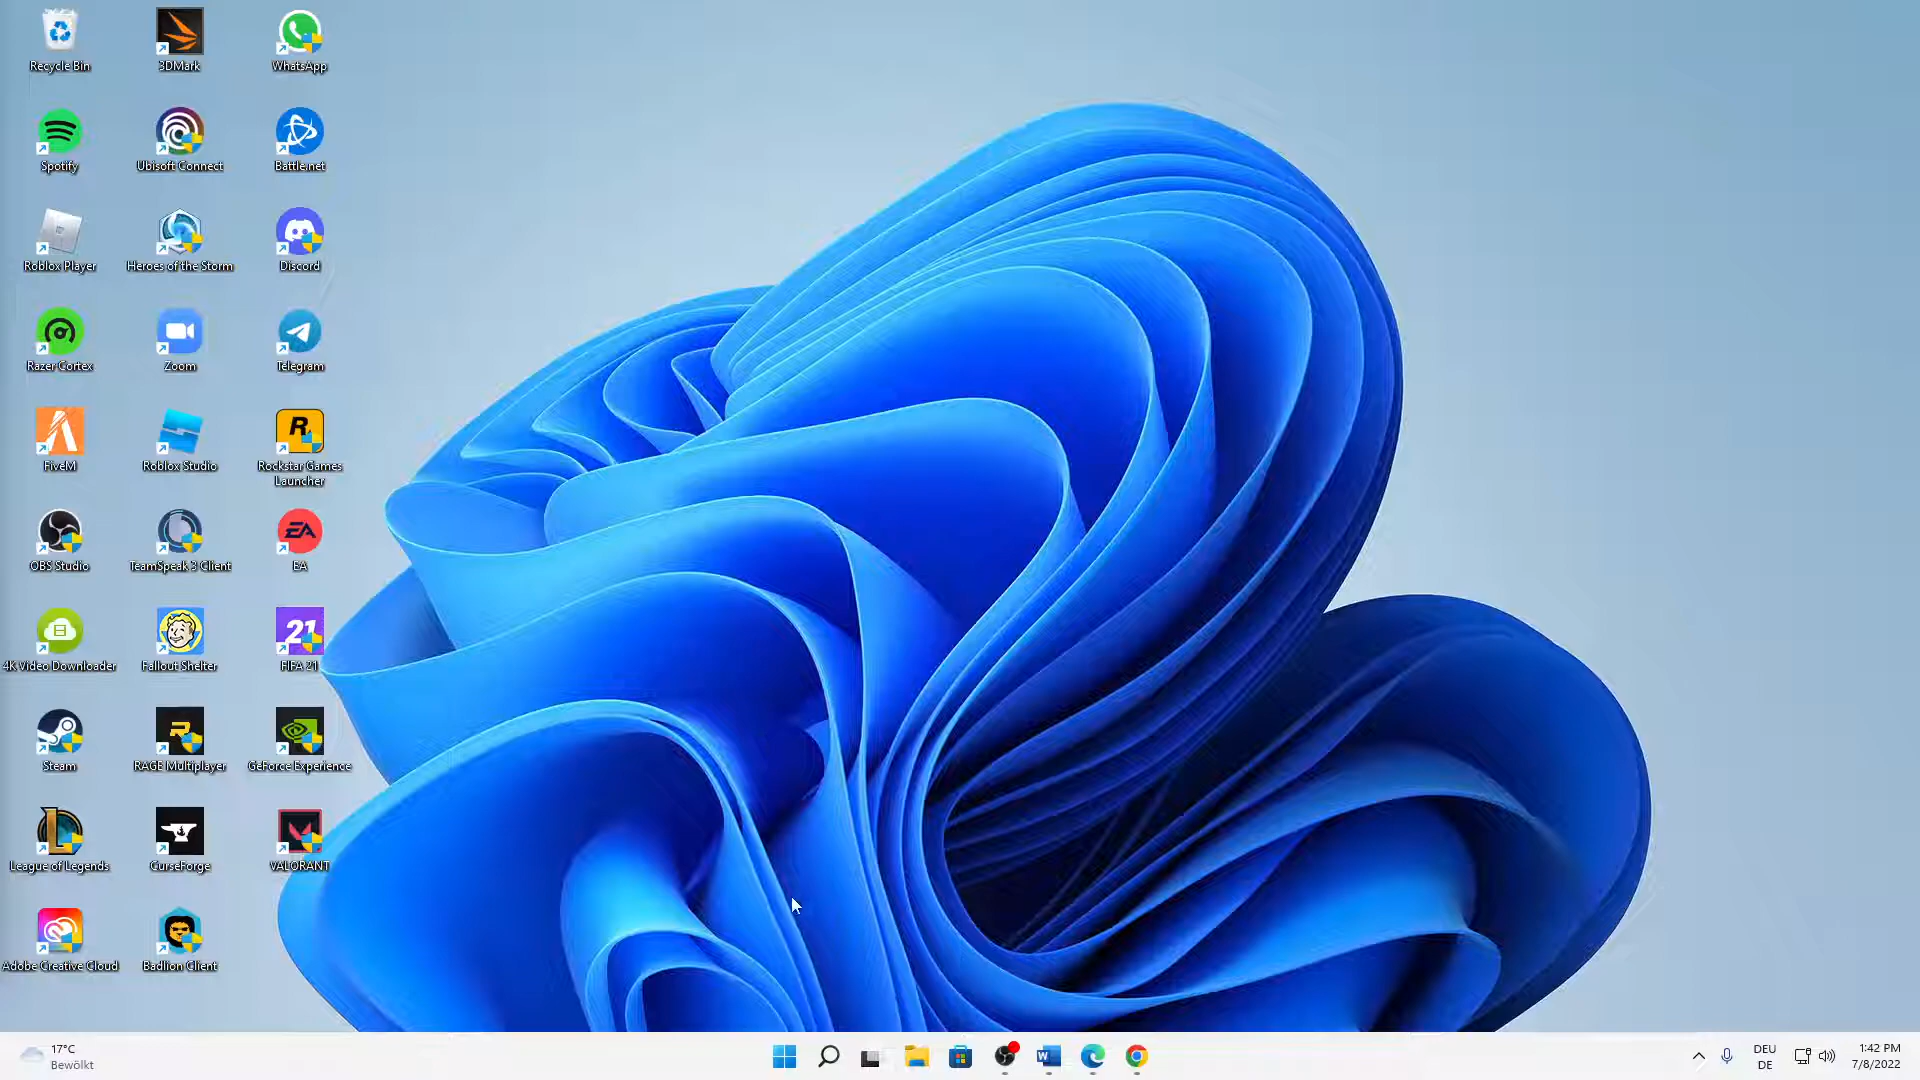 Recycle Bin
3DMark
WhatsApp
Spotify
Ubisoft Connect
Battle.net
Roblox Player
Heroes of the Storm
Discord
Razer Cortex
Zoom
Telegram
FiveM
Roblox Studio
R
Rockstar Games
Launcher
OBS Studio
TeamSpeak 3 Client
EA
EA
4K Video Downloader
Fallout Shelter
21
FIFA 21
Steam
RAGE Multiplayer
GeForce Experience
League of Legends
CurseForge
VALORANT
Adobe Creative Cloud
Badlion Client
17°C
Bewölkt
W
DEU
DE
1:42 PM
7/8/2022